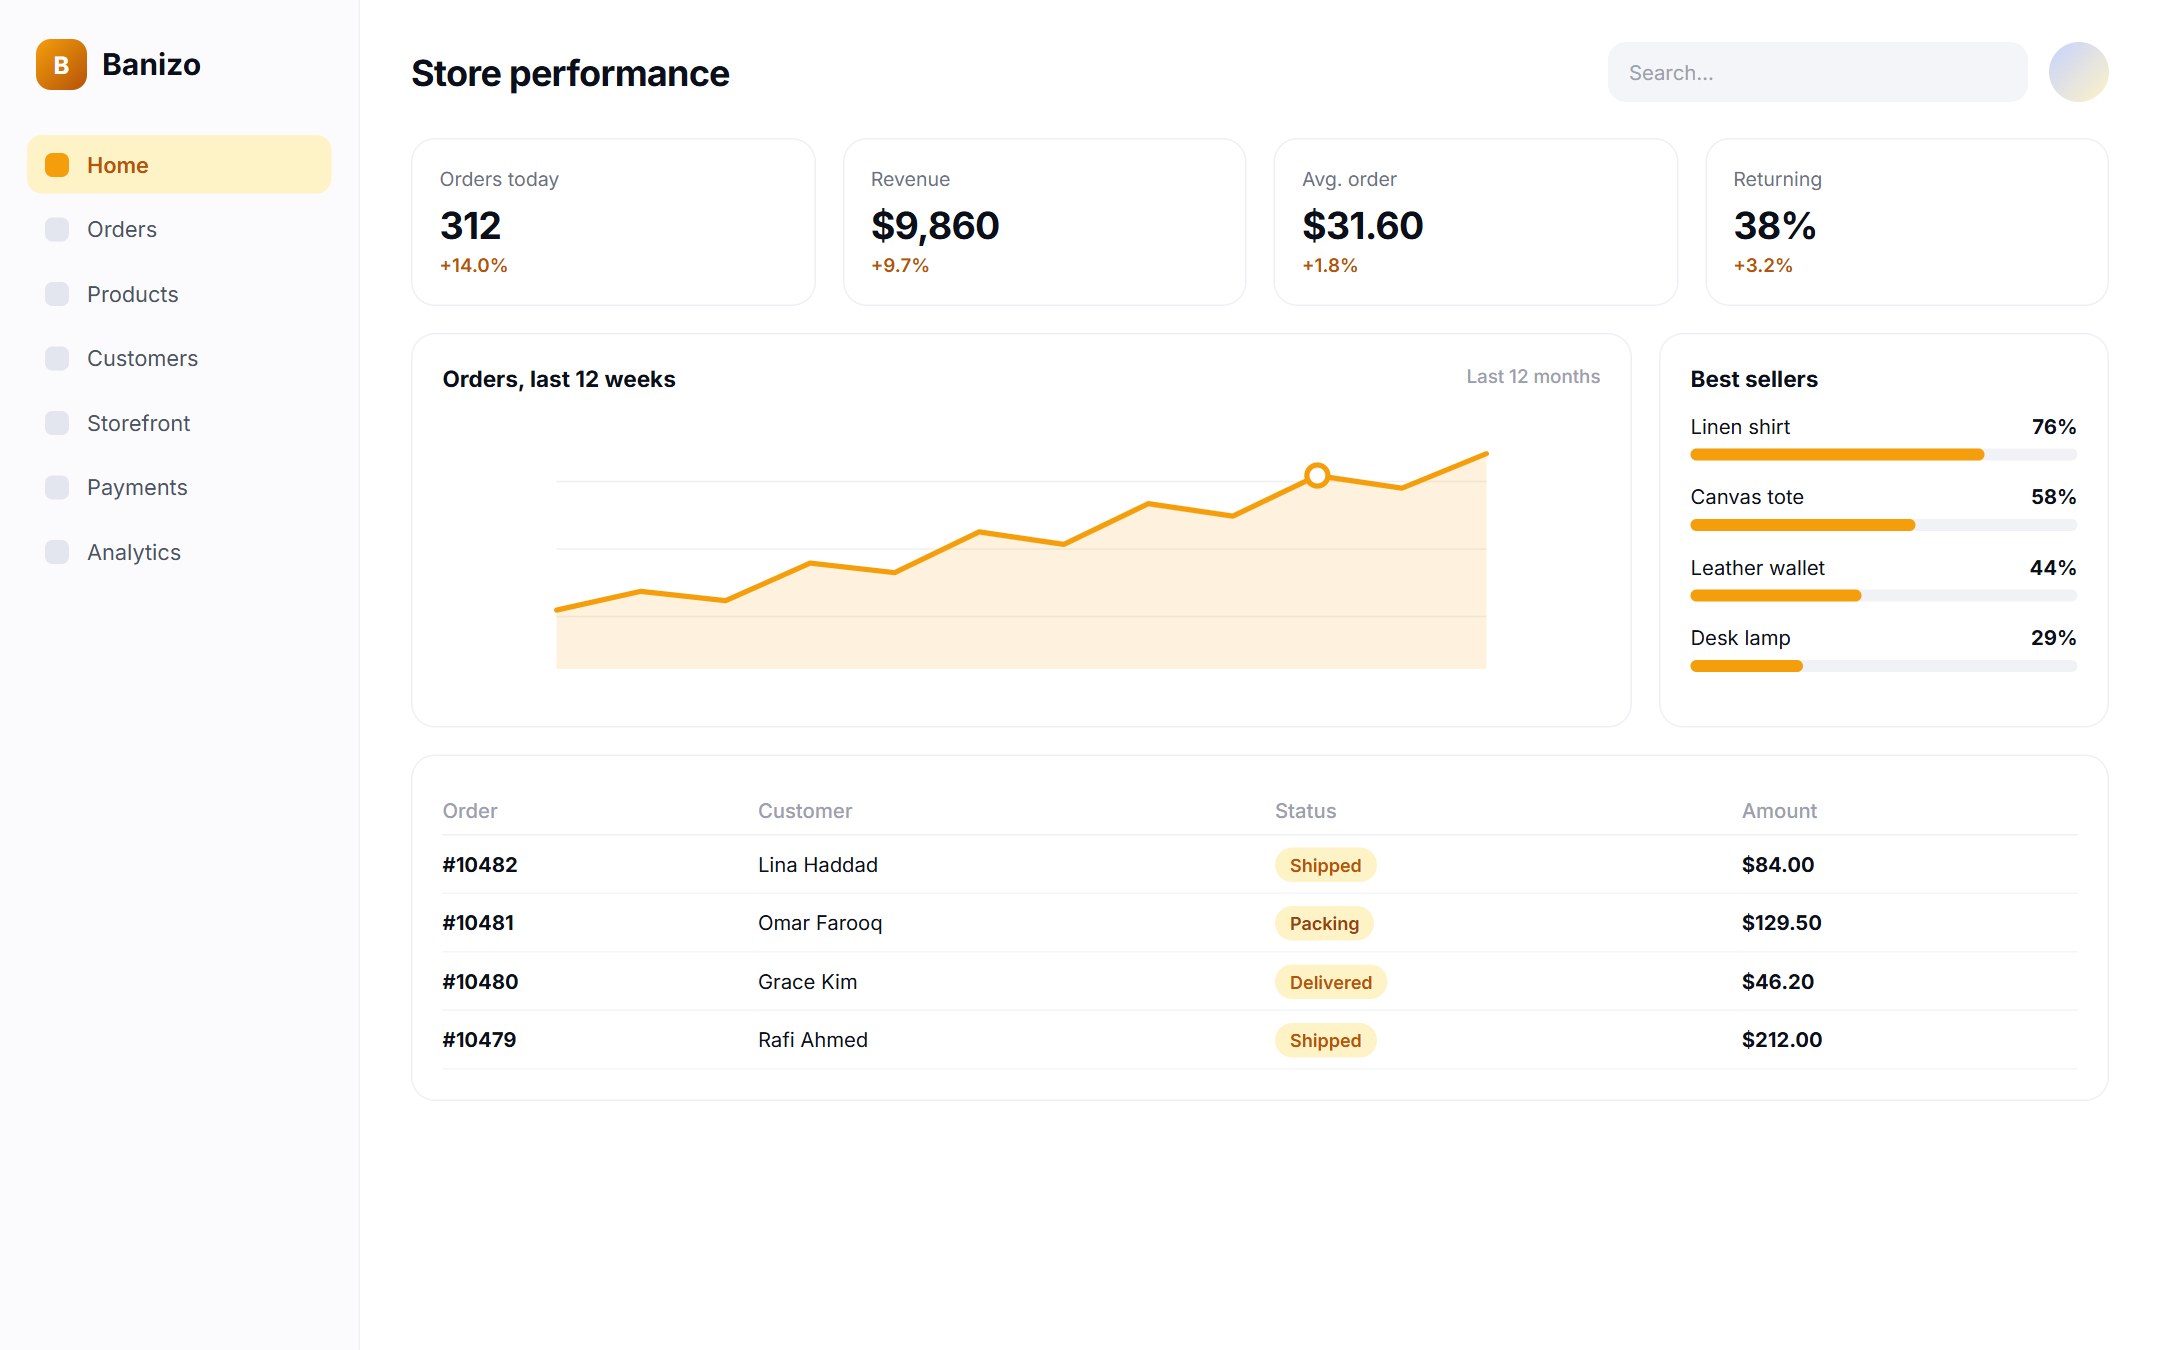 B Banizo
Home
Orders
Products
Customers
Storefront
Payments
Analytics
Store performance
Search...
Orders today
312
+14.0%
Revenue
$9,860
+9.7%
Avg. order
$31.60
+1.8%
Returning
38%
+3.2%
Orders, last 12 weeks
Last 12 months
Best sellers
Linen shirt 76%
Canvas tote 58%
Leather wallet 44%
Desk lamp 29%
Order Customer Status Amount
#10482 Lina Haddad Shipped $84.00
#10481 Omar Farooq Packing $129.50
#10480 Grace Kim Delivered $46.20
#10479 Rafi Ahmed Shipped $212.00